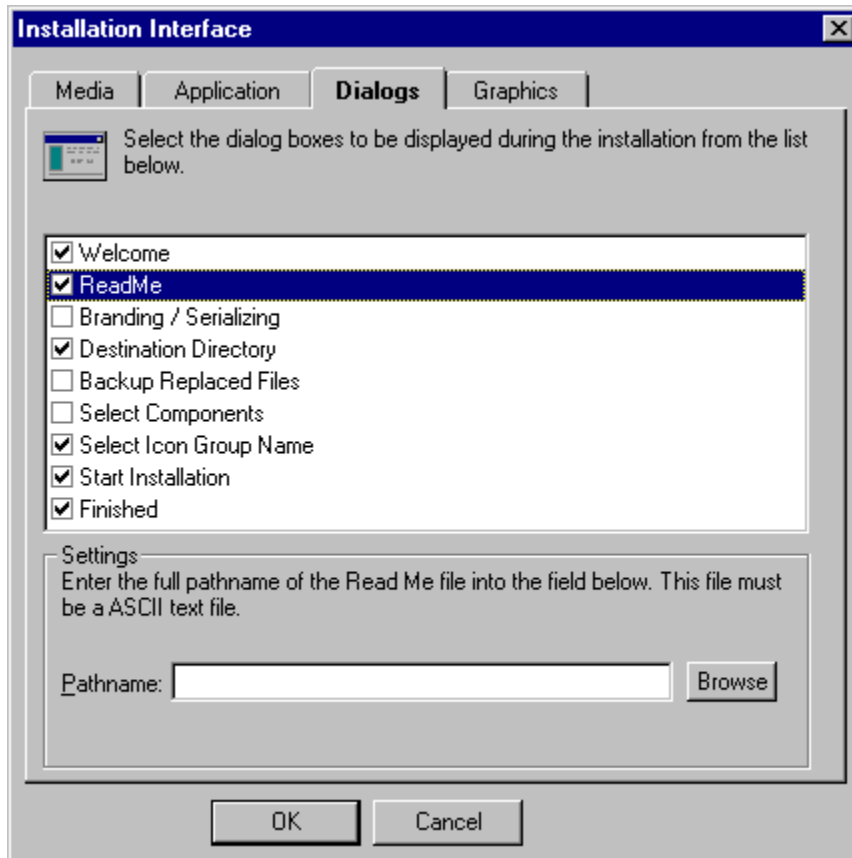 Installation Interface
Media Application Dialogs Graphics
Select the dialog boxes to be displayed during the installation from the list
below.
Welcome
ReadMe
Branding / Serializing
Destination Directory
Backup Replaced Files
Select Components
Select Icon Group Name
Start Installation
Finished
Settings
Enter the full pathname of the Read Me file into the field below. This file must
be a ASCII text file.
Pathname: Browse
OK Cancel